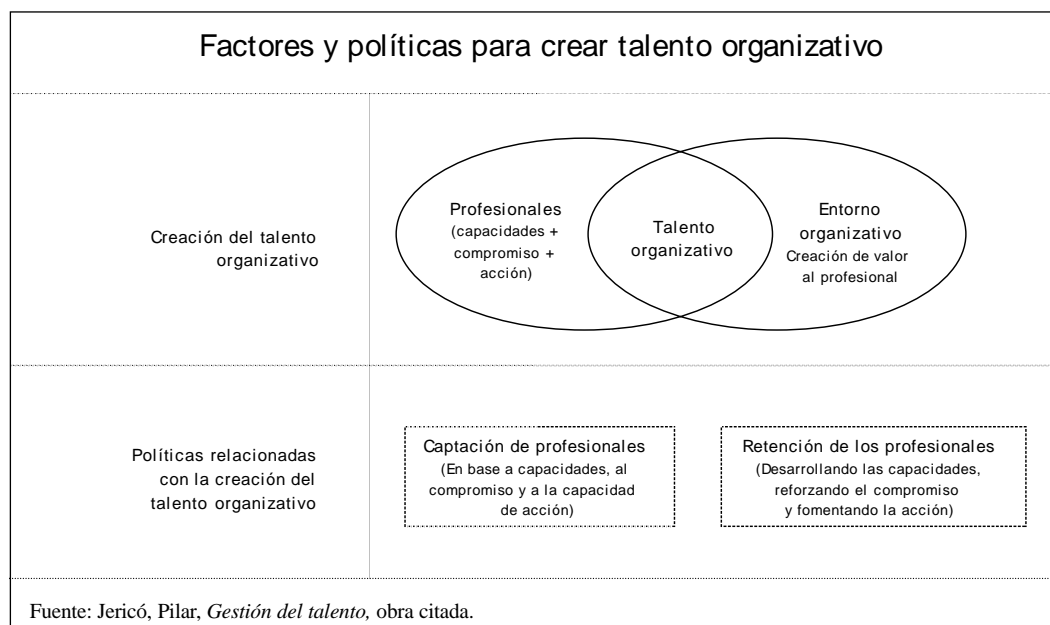 Factores y políticas para crear talento organizativo
Creación del talento
organizativo
Profesionales
(capacidades +
compromiso +
acción)
Talento
organizativo
Entorno
organizativo
Creación de valor
al profesional
Políticas relacionadas
con la creación del
talento organizativo
Captación de profesionales
(En base a capacidades, al
compromiso y a la capacidad
de acción)
Retención de los profesionales
(Desarrollando las capacidades,
reforzando el compromiso
y fomentando la acción)
Fuente: Jericó, Pilar, Gestión del talento, obra citada.